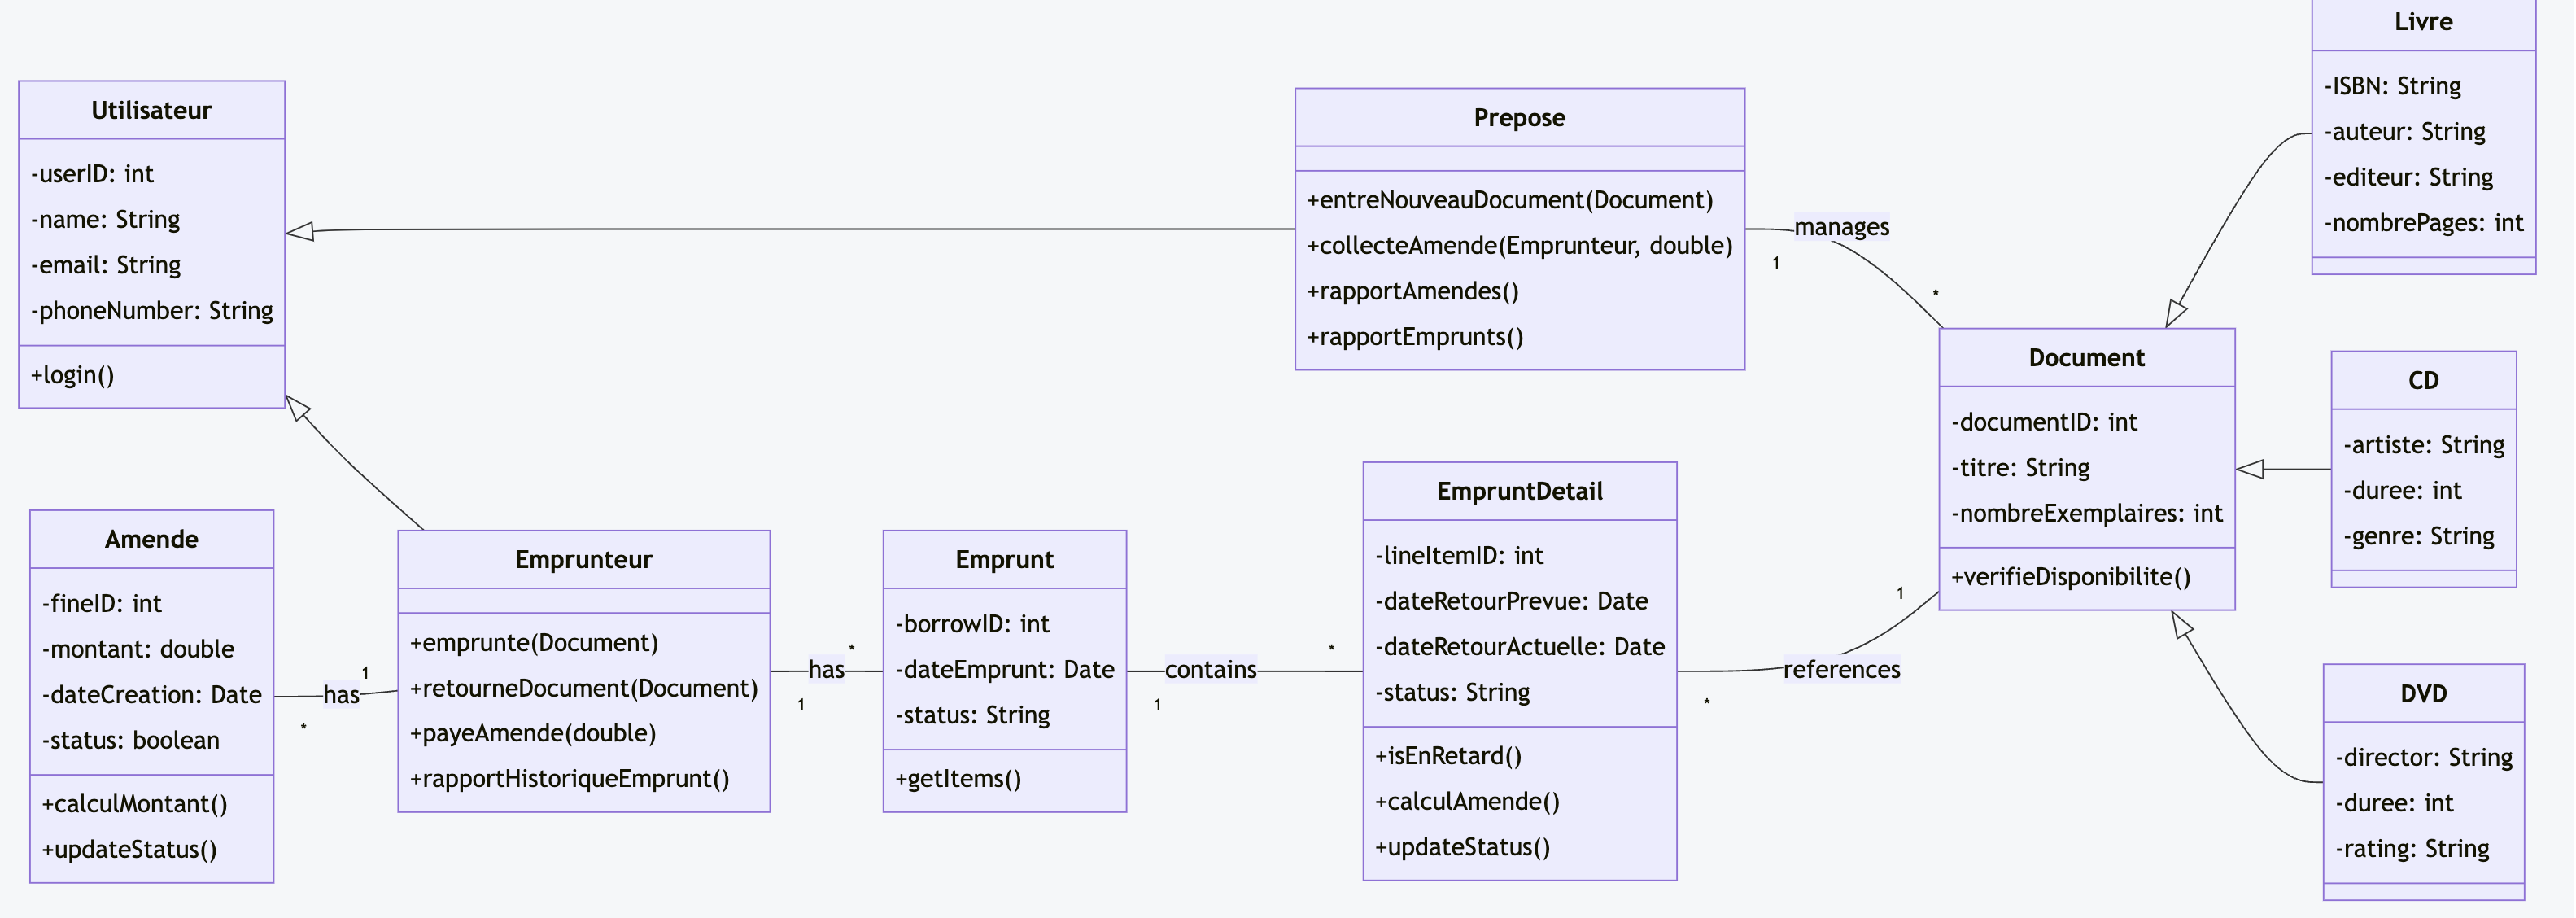 Utilisateur
-userID: int
-name: String
-email: String
-phoneNumber: String
+login()
Prepose
+entreNouveauDocument(Document)
+collecteAmende(Emprunteur, double)
+rapportAmendes()
+rapportEmprunts()
manages
1
*
Livre
-ISBN: String
-auteur: String
-editeur: String
-nombrePages: int
Document
-documentID: int
-titre: String
-nombreExemplaires: int
+verifieDisponibilite()
CD
-artiste: String
-duree: int
-genre: String
DVD
-director: String
-duree: int
-rating: String
Amende
-fineID: int
-montant: double
-dateCreation: Date
-status: boolean
+calculMontant()
+updateStatus()
has
1
*
Emprunteur
+emprunte(Document)
+retourneDocument(Document)
+payeAmende(double)
+rapportHistoriqueEmprunt()
has
*
1
Emprunt
-borrowID: int
-dateEmprunt: Date
-status: String
+getItems()
contains
*
1
EmpruntDetail
-lineItemID: int
-dateRetourPrevue: Date
-dateRetourActuelle: Date
-status: String
+isEnRetard()
+calculAmende()
+updateStatus()
references
1
*